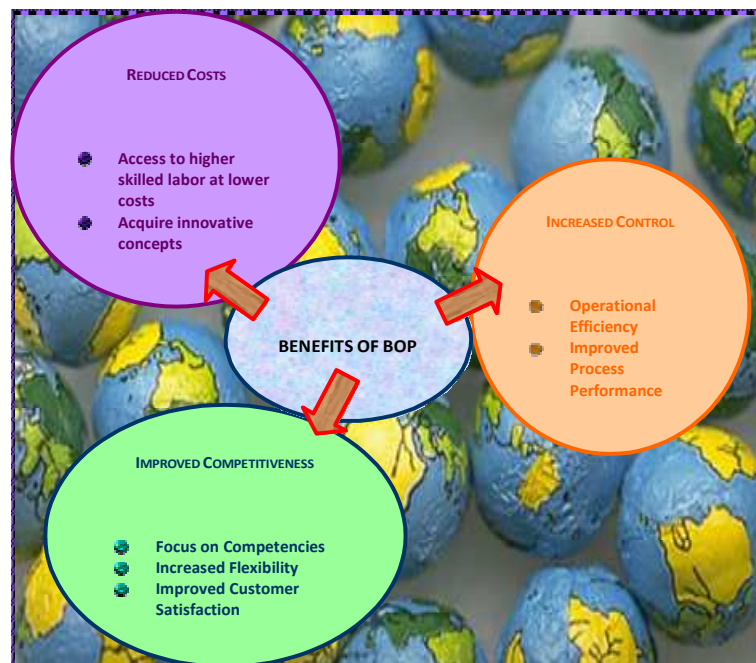 REDUCED COSTS
Access to higher
skilled labor at lower
costs
Acquire innovative
concepts
INCREASED CONTROL
Operational
Efficiency
Improved
Process
Performance
BENEFITS OF BOP
IMPROVED COMPETITIVENESS
Focus on Competencies
Increased Flexibility
Improved Customer
Satisfaction